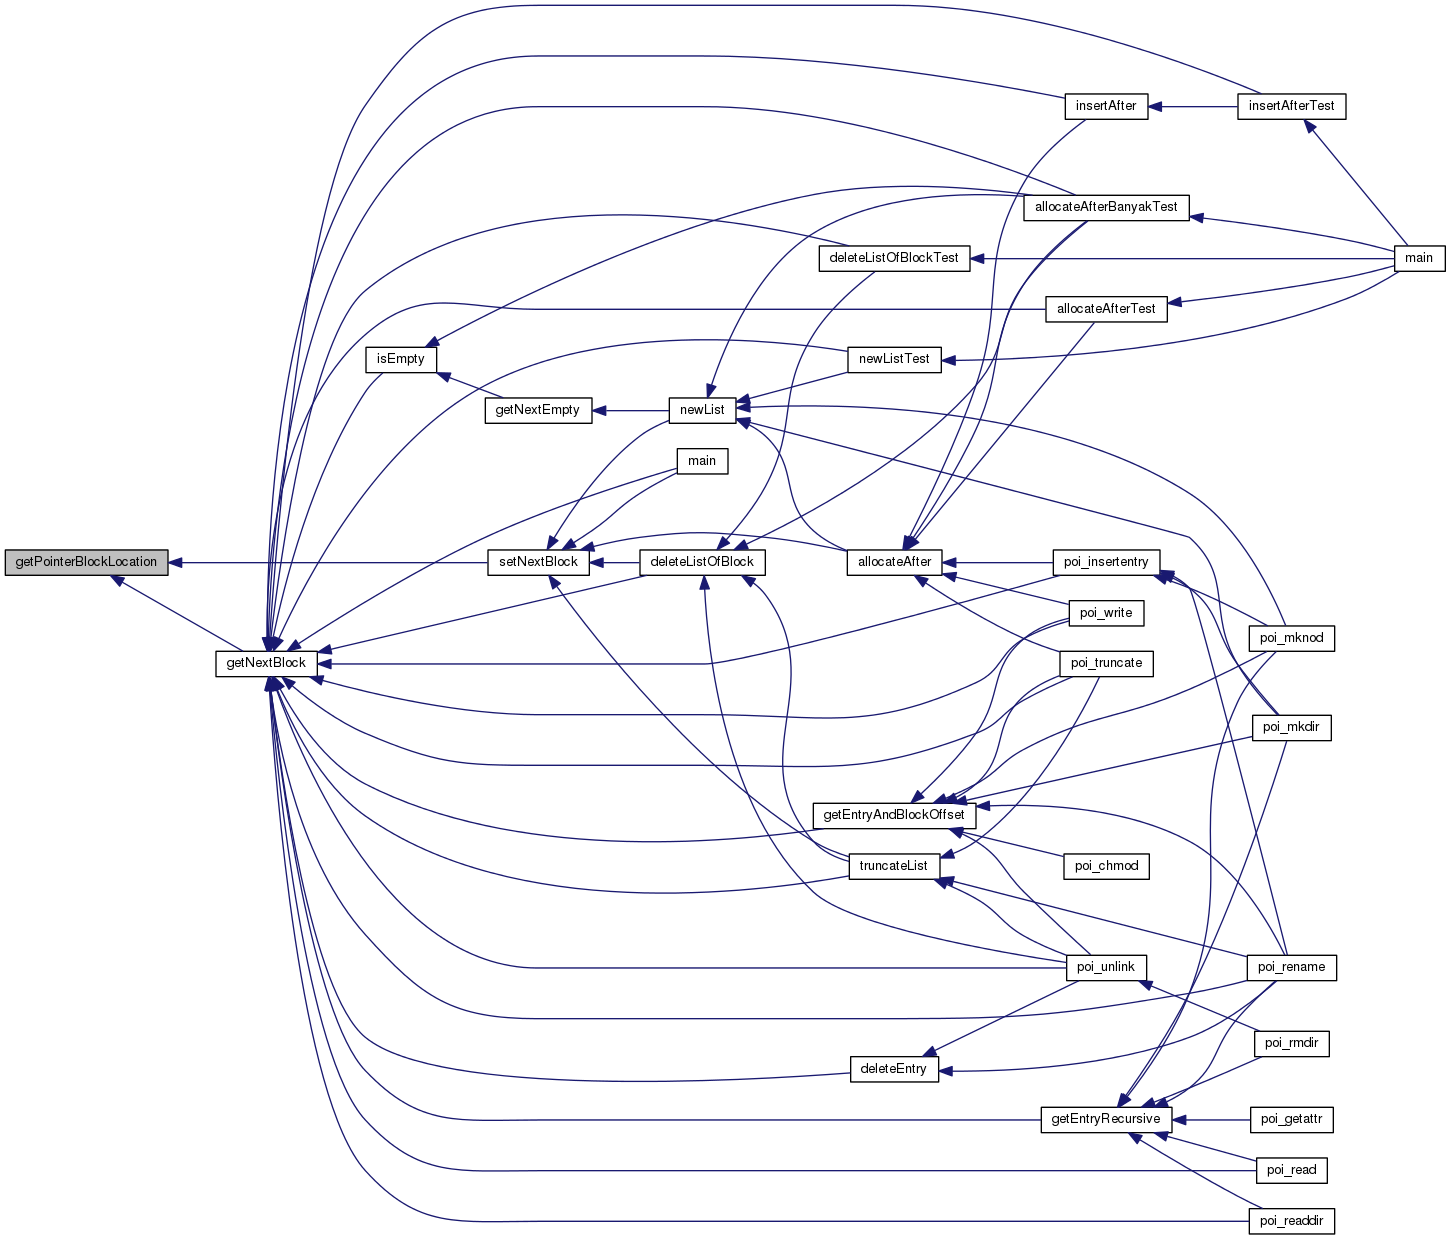 insertAfter
insertAfterTest
allocateAfterBanyakTest
deleteListOfBlockTest
main
allocateAfterTest
isEmpty
newListTest
getNextEmpty
newList
main
getPointerBlockLocation
setNextBlock
deleteListOfBlock
allocateAfter
poi_insertentry
poi_write
poi_mknod
getNextBlock
poi_truncate
poi_mkdir
getEntryAndBlockOffset
truncateList
poi_chmod
poi_unlink
poi_rename
poi_rmdir
deleteEntry
getEntryRecursive
poi_getattr
poi_read
poi_readdir